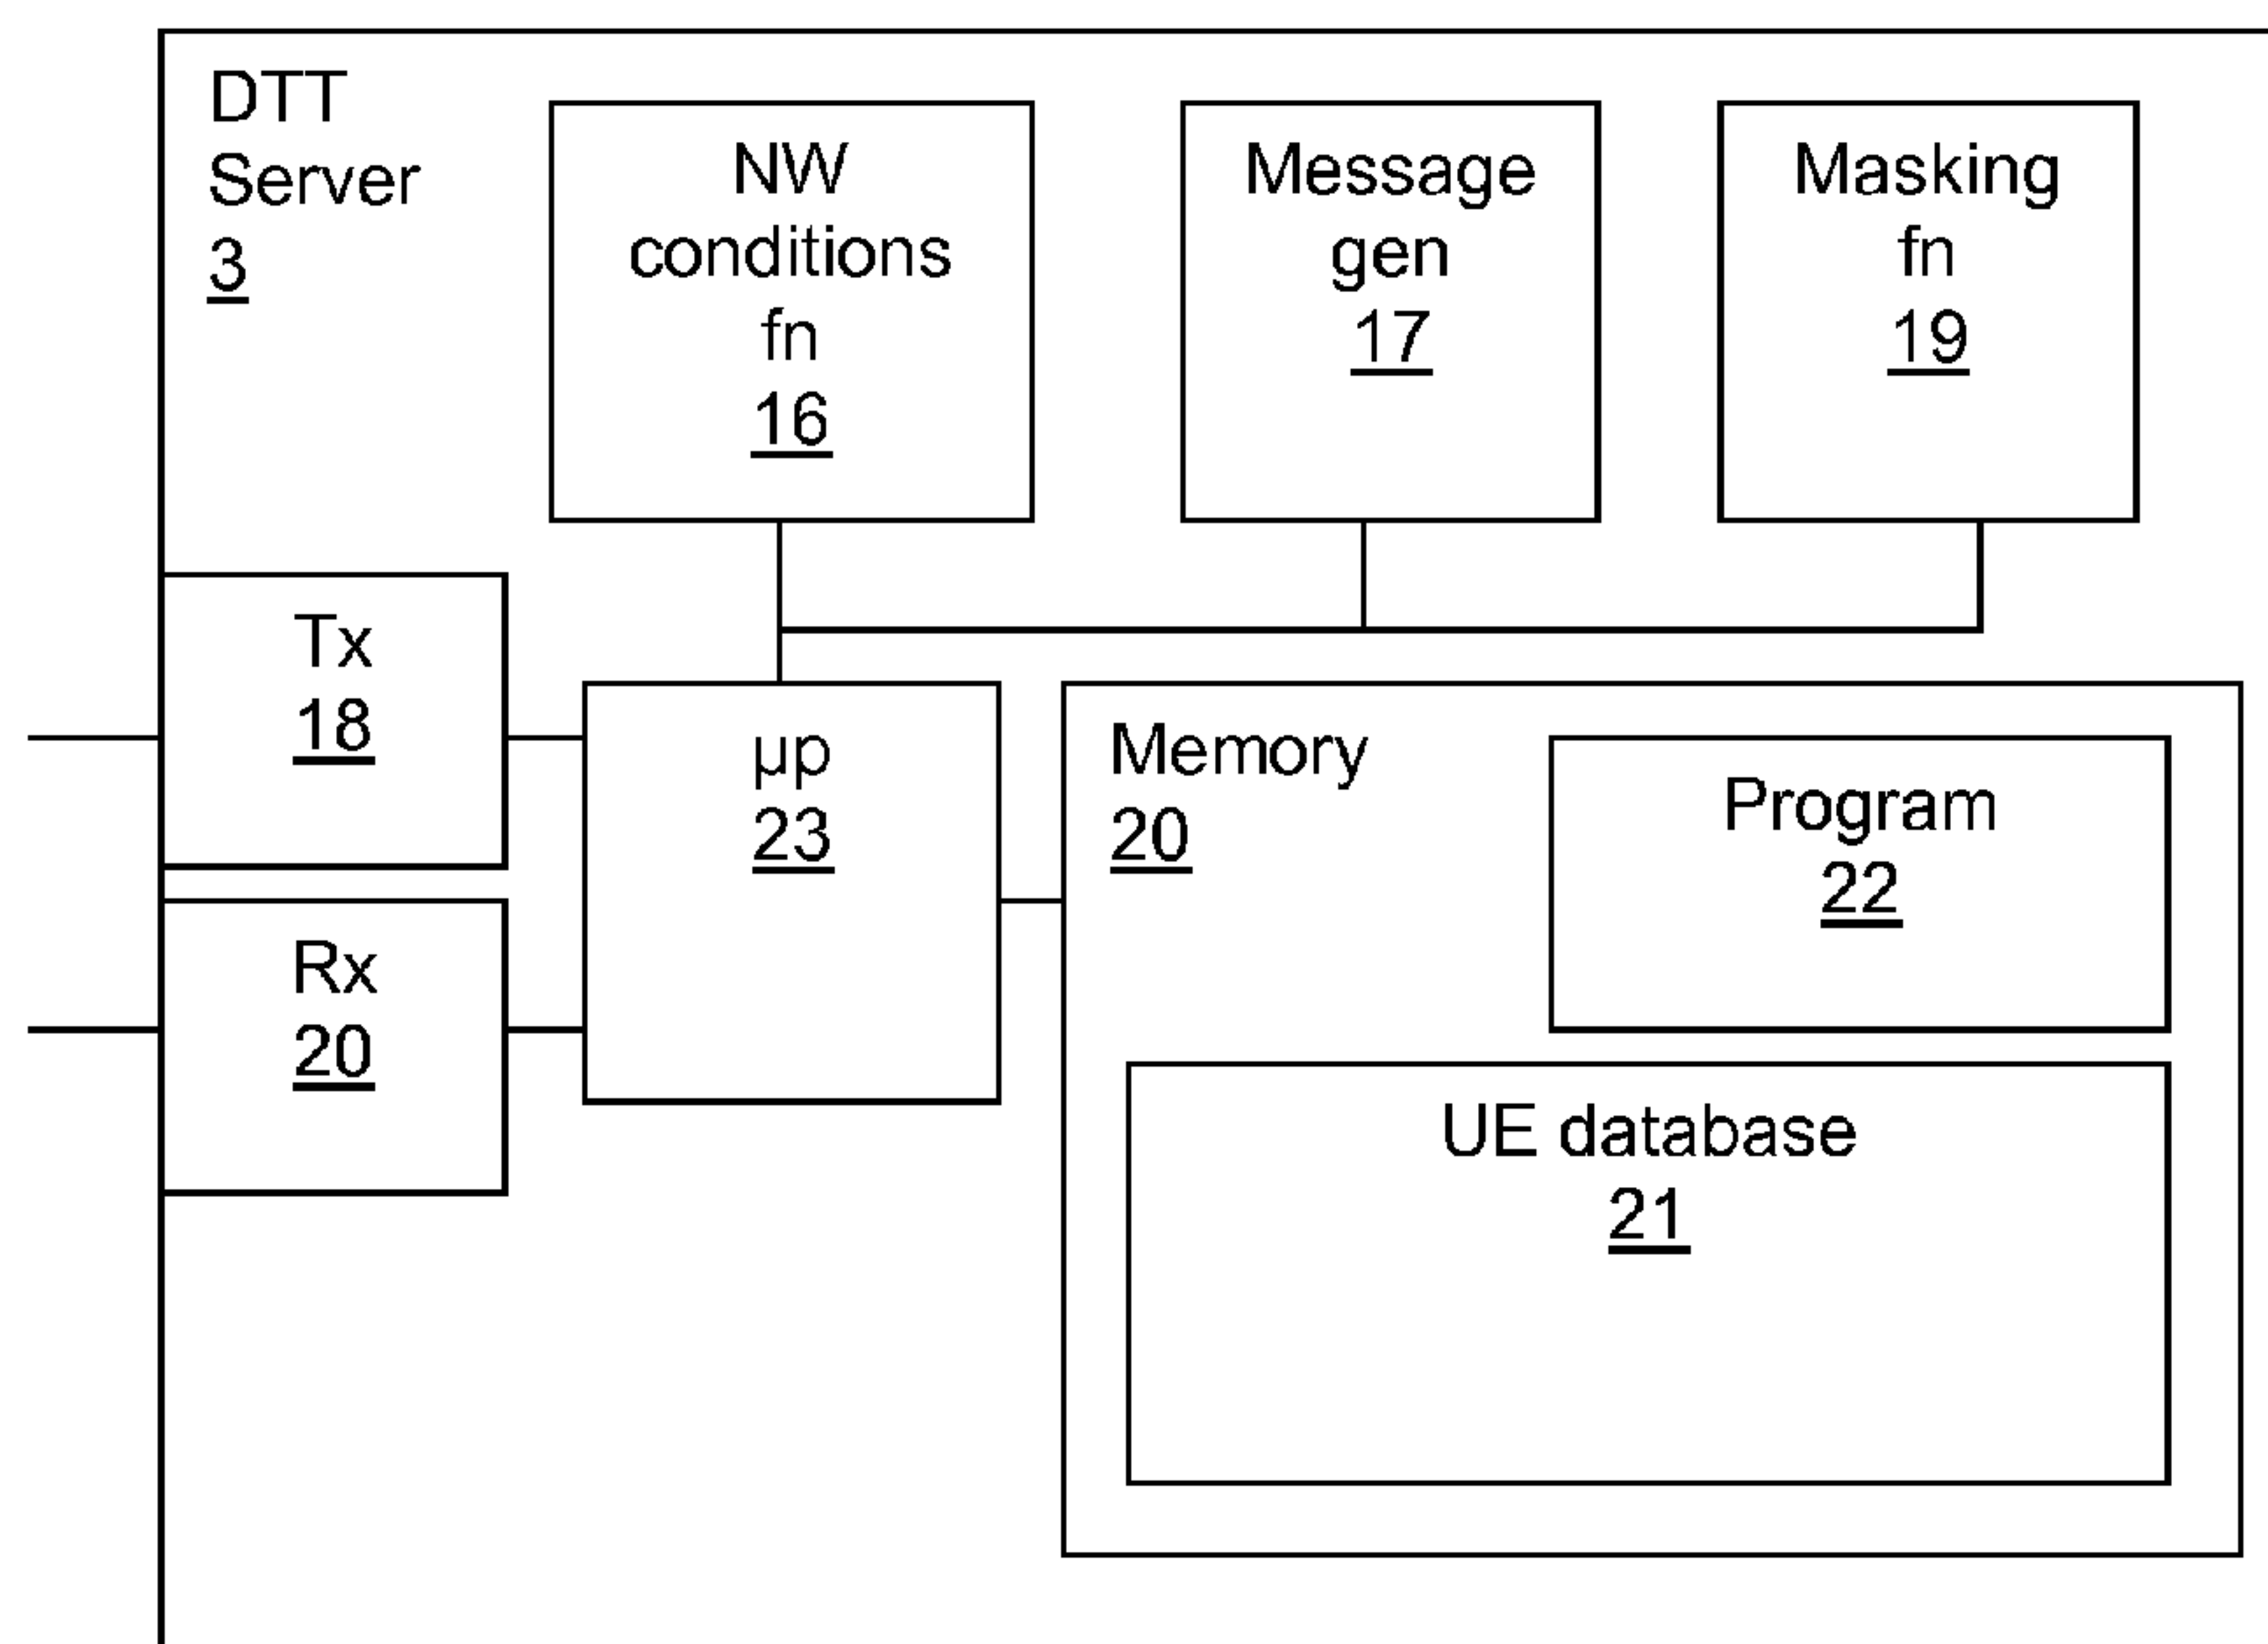 DTT
Server
3
NW
conditions
fn
16
Message
gen
17
Masking
fn
19
Tx
18
Rx
20
µp
23
Memory
20
Program
22
UE database
21